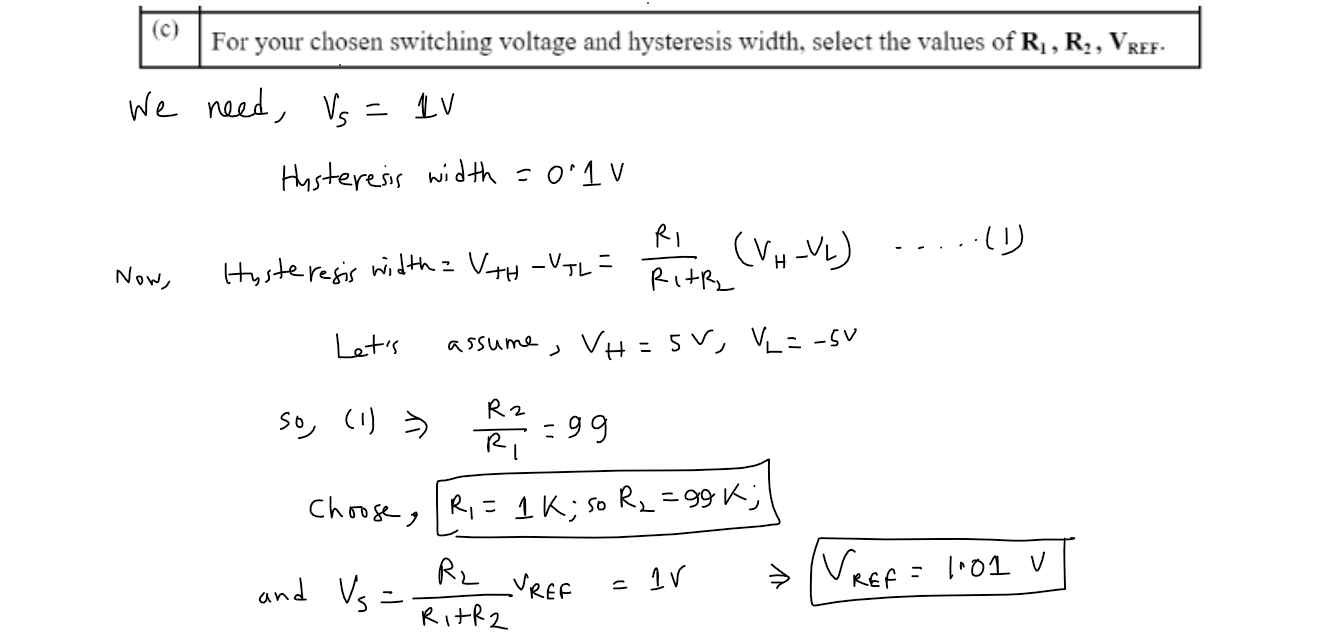 (c) For your chosen switching voltage and hysteresis width, select the values of R₁, R₂, V_REF.
We need, V_S = 1V
Hysteresis width = 0.1 V
Now, Hysteresis width = V_TH - V_TL = R₁/(R₁+R₂) (V_H - V_L) .....(1)
Let's assume, V_H = 5V, V_L = -5V
so, (1) ⇒ R₂/R₁ = 99
Choose, R₁ = 1K; so R₂ = 99K;
and V_S = R₂/(R₁+R₂) V_REF = 1V ⇒ V_REF = 1.01 V